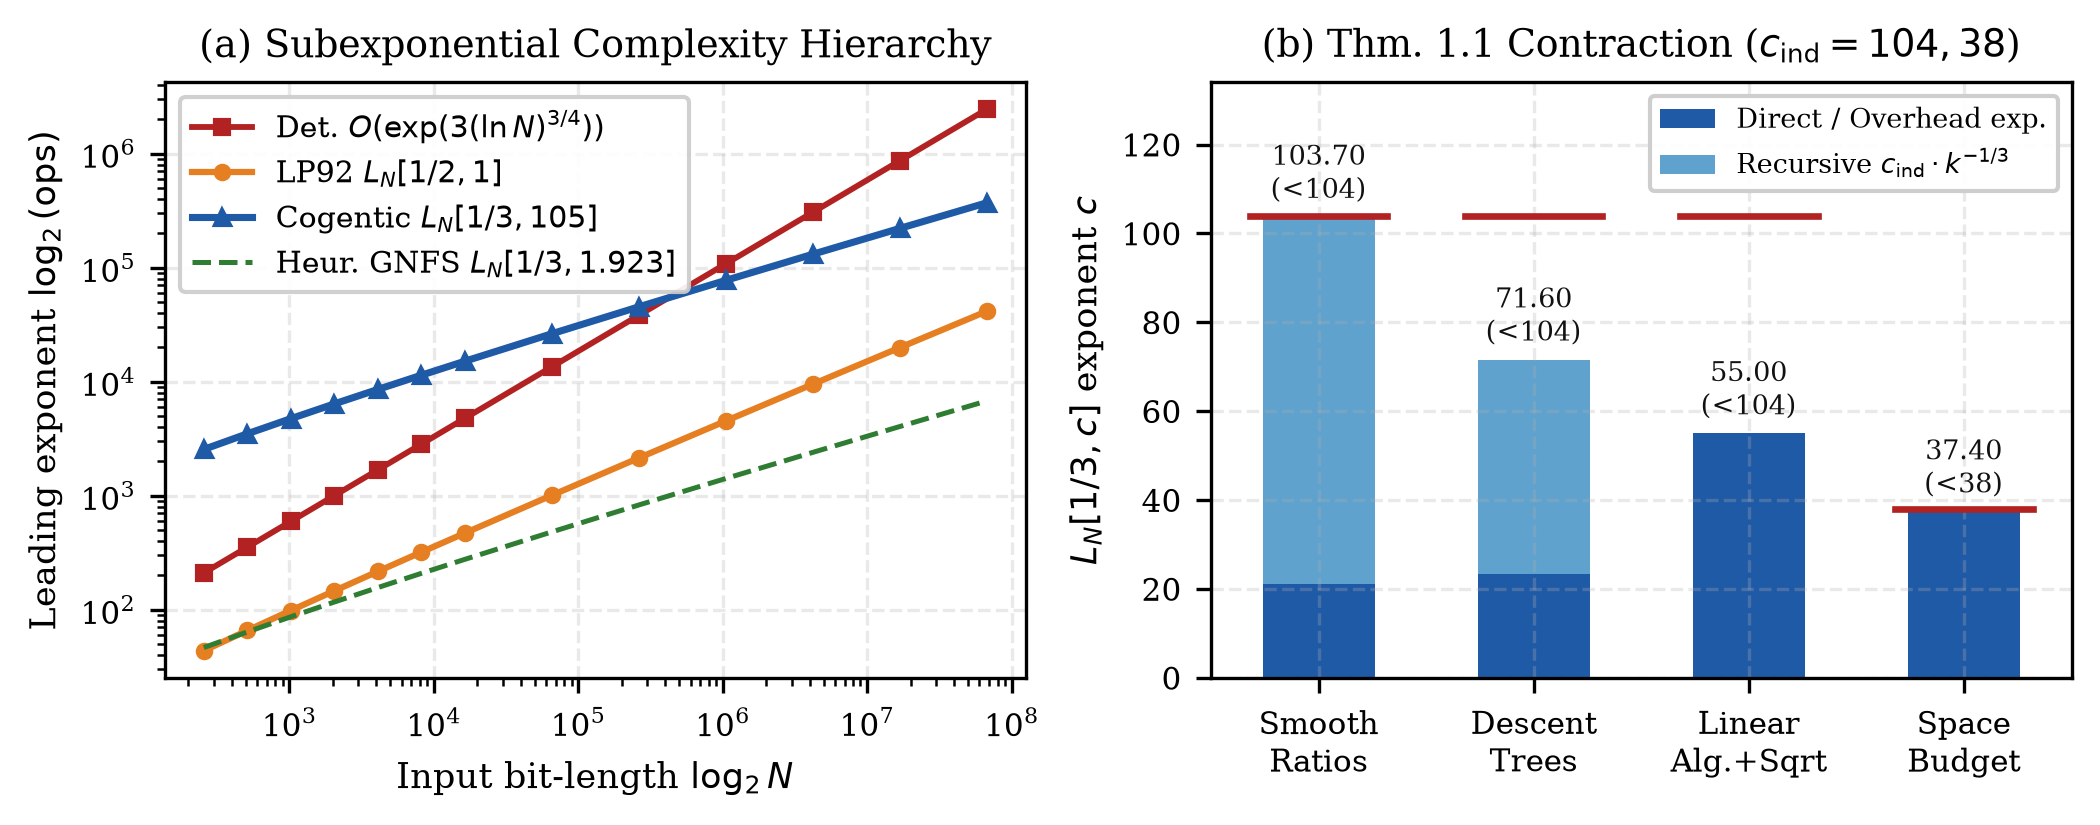 (a) Subexponential Complexity Hierarchy
Det. O(exp(3(ln N)^{3/4}))
LP92 L_N[1/2, 1]
Cogentic L_N[1/3, 105]
Heur. GNFS L_N[1/3, 1.923]
Leading exponent log_2 (ops)
10^6
10^5
10^4
10^3
10^2
10^3
10^4
10^5
10^6
10^7
10^8
Input bit-length log_2 N
(b) Thm. 1.1 Contraction (c_ind = 104, 38)
Direct / Overhead exp.
Recursive c_ind · k^{-1/3}
L_N[1/3, c] exponent c
120
100
80
60
40
20
0
103.70
(<104)
71.60
(<104)
55.00
(<104)
37.40
(<38)
Smooth
Ratios
Descent
Trees
Linear
Alg.+Sqrt
Space
Budget